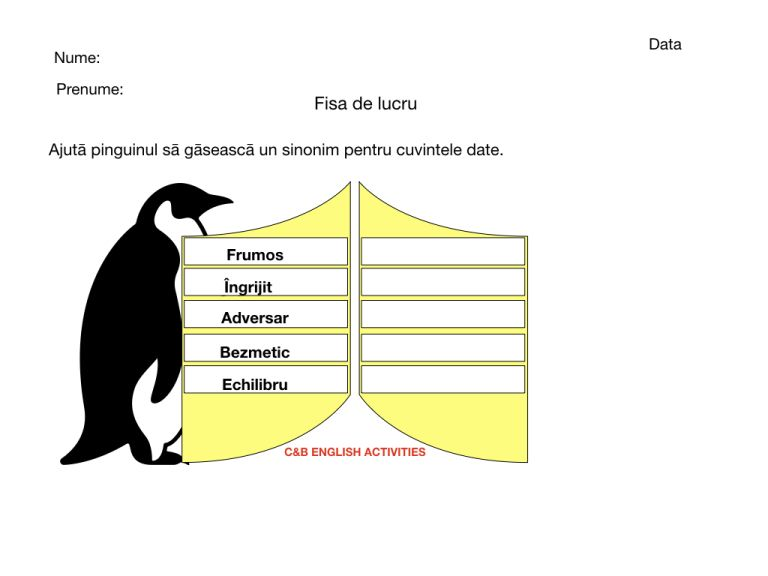 Data
Nume:
Prenume:
Fisa de lucru
Ajută pinguinul să găsească un sinonim pentru cuvintele date.
Frumos
Îngrijit
Adversar
Bezmetic
Echilibru
C&B ENGLISH ACTIVITIES